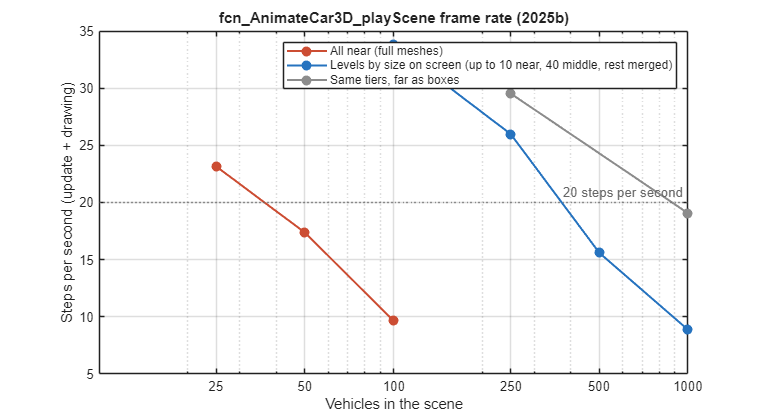 fcn_AnimateCar3D_playScene frame rate (2025b)
35
30
25
20
15
10
5
Steps per second (update + drawing)
All near (full meshes)
Levels by size on screen (up to 10 near, 40 middle, rest merged)
Same tiers, far as boxes
20 steps per second
25
50
100
250
500
1000
Vehicles in the scene